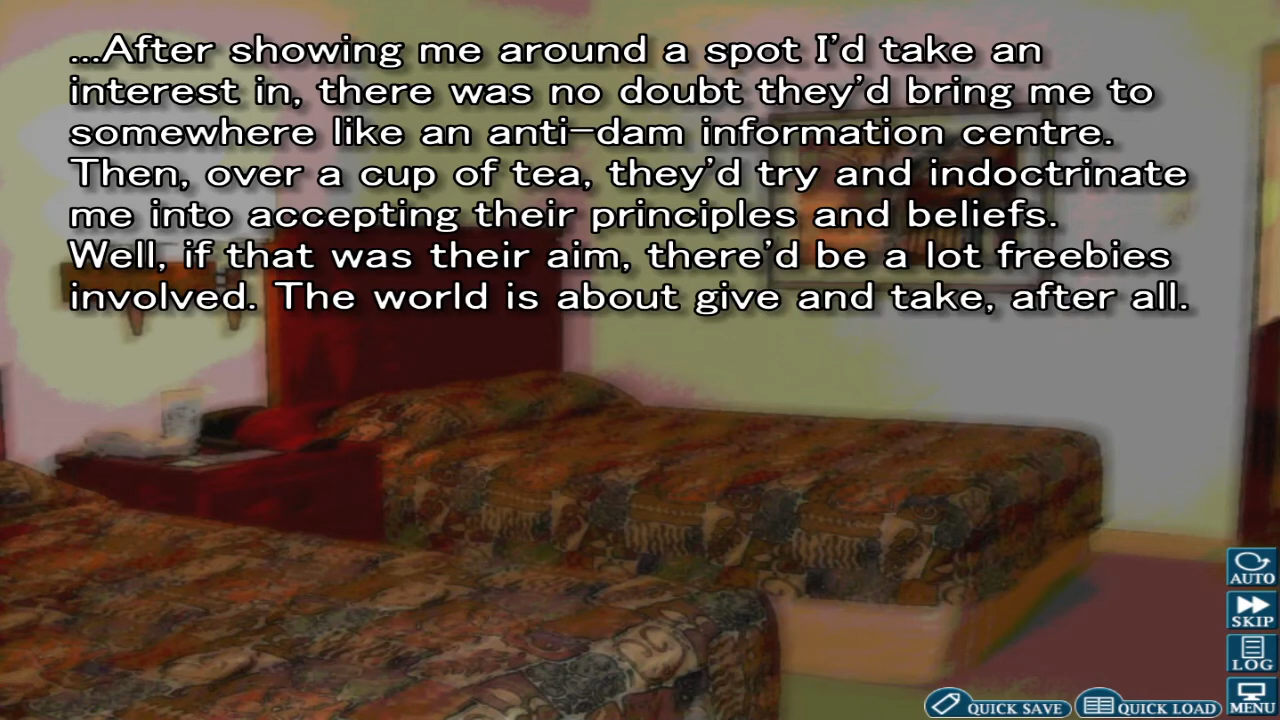 ...After showing me around a spot I'd take an
interest in, there was no doubt they'd bring me to
somewhere like an anti-dam information centre.
Then, over a cup of tea, they'd try and indoctrinate
me into accepting their principles and beliefs.
Well, if that was their aim, there'd be a lot freebies
involved. The world is about give and take, after all.
AUTO
SKIP
LOG
MENU
QUICK SAVE
QUICK LOAD